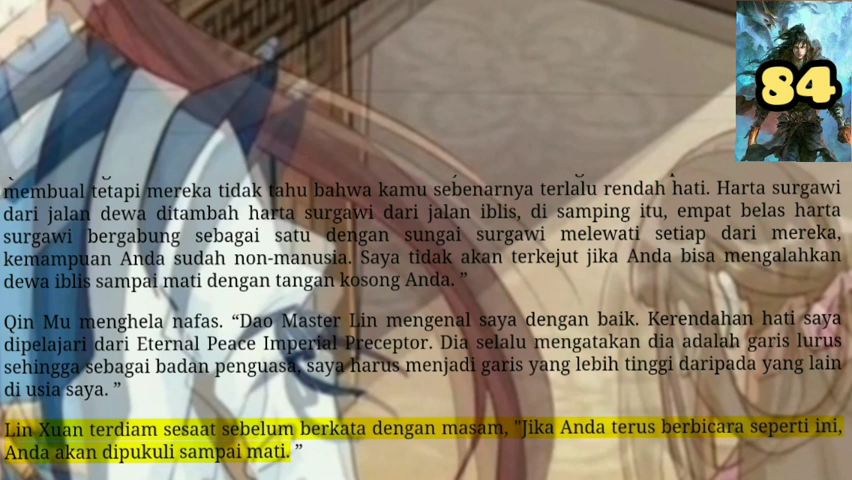 84
membual tetapi mereka tidak tahu bahwa kamu sebenarnya terlalu rendah hati. Harta surgawi
dari jalan dewa ditambah harta surgawi dari jalan iblis, di samping itu, empat belas harta
surgawi bergabung sebagai satu dengan sungai surgawi melewati setiap dari mereka,
kemampuan Anda sudah non-manusia. Saya tidak akan terkejut jika Anda bisa mengalahkan
dewa iblis sampai mati dengan tangan kosong Anda. ”
Qin Mu menghela nafas. “Dao Master Lin mengenal saya dengan baik. Kerendahan hati saya
dipelajari dari Eternal Peace Imperial Preceptor. Dia selalu mengatakan dia adalah garis lurus
sehingga sebagai badan penguasa, saya harus menjadi garis yang lebih tinggi daripada yang lain
di usia saya. ”
Lin Xuan terdiam sesaat sebelum berkata dengan masam, "Jika Anda terus berbicara seperti ini,
Anda akan dipukuli sampai mati. ”